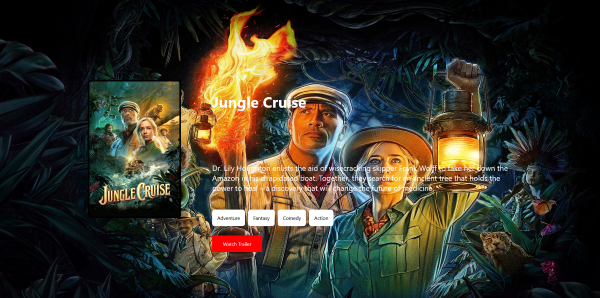 Jungle Cruise
JUNGLE CRUISE
Dr. Lily Houghton enlists the aid of wisecracking skipper Frank Wolff to take her down the
Amazon in his dilapidated boat. Together, they search for an ancient tree that holds the
power to heal – a discovery that will change the future of medicine.
Adventure Fantasy Comedy Action
Watch Trailer